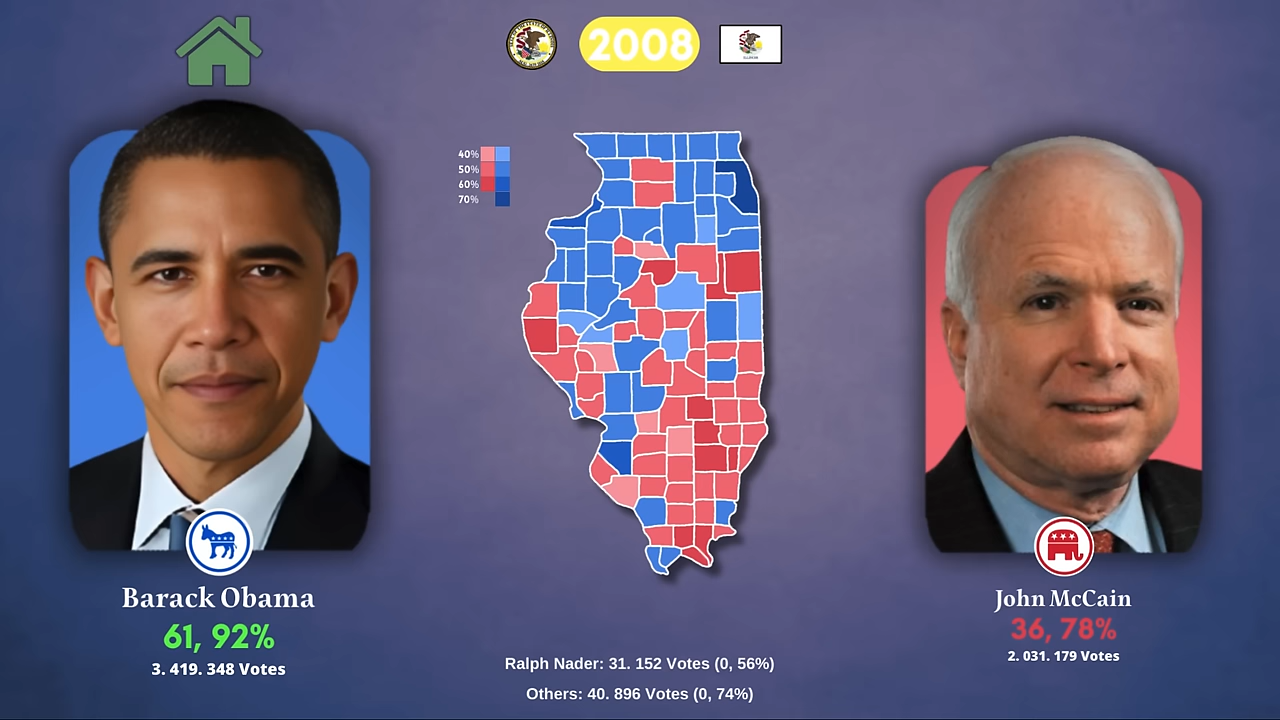 2008
ILLINOIS
40%
50%
60%
70%
Barack Obama
61, 92%
3. 419. 348 Votes
John McCain
36, 78%
2. 031. 179 Votes
Ralph Nader: 31. 152 Votes (0, 56%)
Others: 40. 896 Votes (0, 74%)